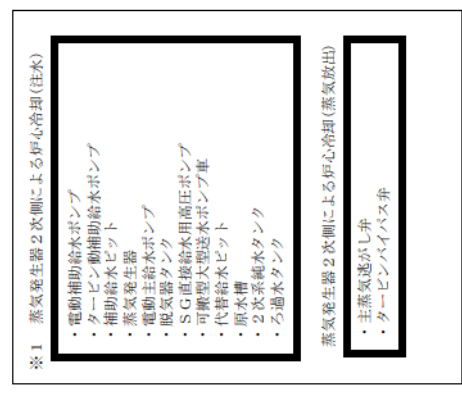 ※1 蒸気発生器2次側による炉心冷却(注水)
・電動補助給水ポンプ
・タービン動補助給水ポンプ
・補助給水ピット
・蒸気発生器
・電動主給水ポンプ
・脱気器タンク
・SG直接給水用高圧ポンプ
・可搬型大型送水ポンプ車
・代替給水ピット
・原水槽
・2次系純水タンク
・ろ過水タンク
蒸気発生器2次側による炉心冷却(蒸気放出)
・主蒸気逃がし弁
・タービンバイパス弁